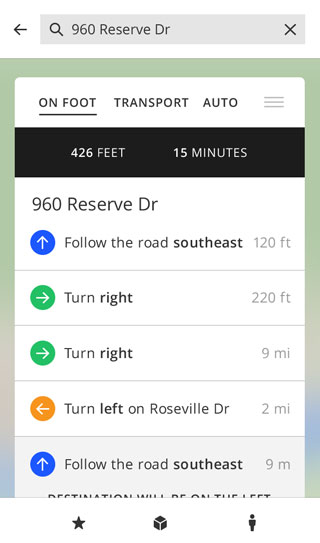 960 Reserve Dr
ON FOOT TRANSPORT AUTO
426 FEET 15 MINUTES
960 Reserve Dr
Follow the road southeast 120 ft
Turn right 220 ft
Turn right 9 mi
Turn left on Roseville Dr 2 mi
Follow the road southeast 9 m
DESTINATION WILL BE ON THE LEFT